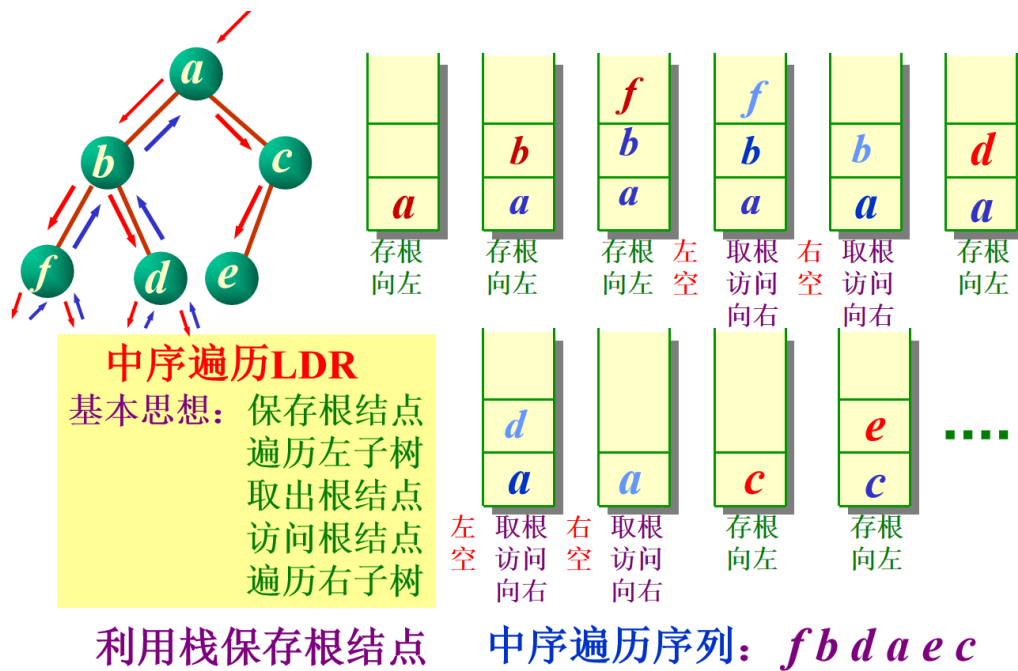 a
b
c
f
d
e
a
b
a
f
b
a
f
b
a
b
a
d
a
存根
向左
存根
向左
存根
向左
左
空
取根
访问
向右
右
空
取根
访问
向右
存根
向左
中序遍历LDR
基本思想：保存根结点
遍历左子树
取出根结点
访问根结点
遍历右子树
d
a
a
c
e
c
....
左
空
取根
访问
向右
右
空
取根
访问
向右
存根
向左
存根
向左
利用栈保存根结点 中序遍历序列：f b d a e c